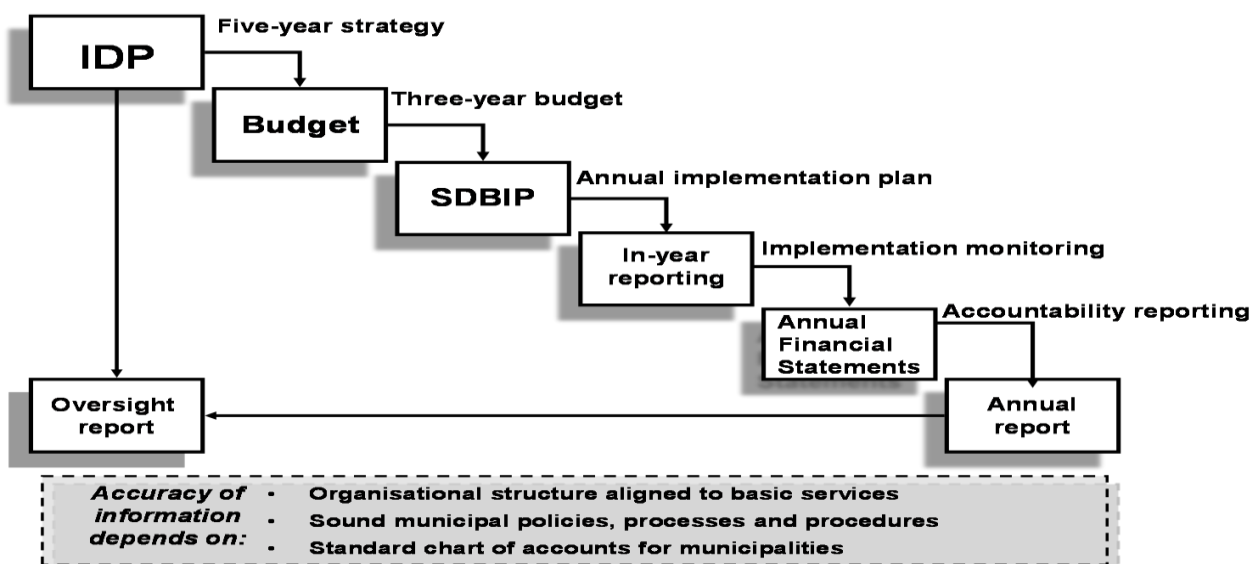 Five-year strategy
IDP
Three-year budget
Budget
Annual implementation plan
SDBIP
In-year
reporting
Implementation monitoring
Annual
Financial
Statements
Accountability reporting
Oversight
report
Annual
report
Accuracy of
information
depends on:
• Organisational structure aligned to basic services
• Sound municipal policies, processes and procedures
• Standard chart of accounts for municipalities